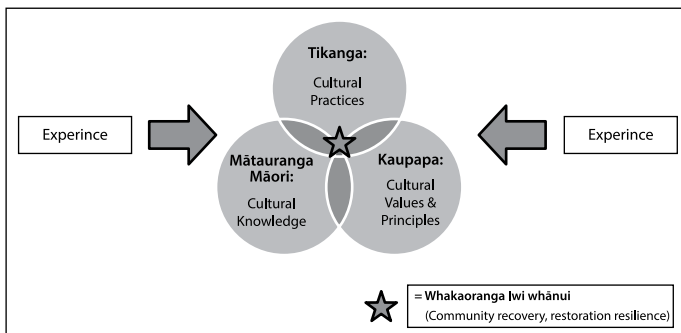 Tikanga:
Cultural
Practices
Experince
Experince
Mātauranga
Māori:
Cultural
Knowledge
Kaupapa:
Cultural
Values &
Principles
= Whakaoranga Iwi whānui
(Community recovery, restoration resilience)